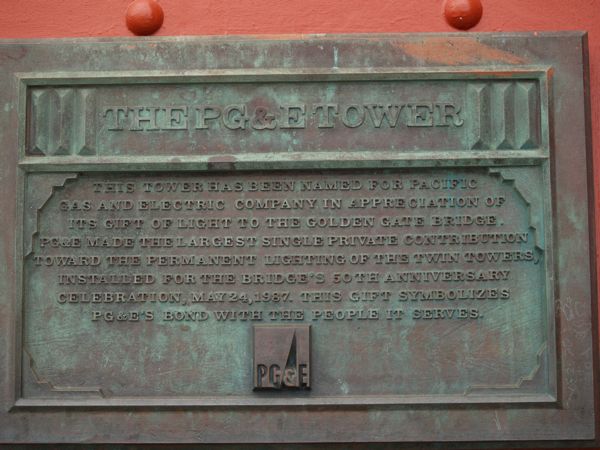 THE PG&E TOWER
THIS TOWER HAS BEEN NAMED FOR PACIFIC
GAS AND ELECTRIC COMPANY IN APPRECIATION OF
ITS GIFT OF LIGHT TO THE GOLDEN GATE BRIDGE.
PG&E MADE THE LARGEST SINGLE PRIVATE CONTRIBUTION
TOWARD THE PERMANENT LIGHTING OF THE TWIN TOWERS,
INSTALLED FOR THE BRIDGE'S 50TH ANNIVERSARY
CELEBRATION, MAY 24, 1987. THIS GIFT SYMBOLIZES
PG&E'S BOND WITH THE PEOPLE IT SERVES.
PG&E